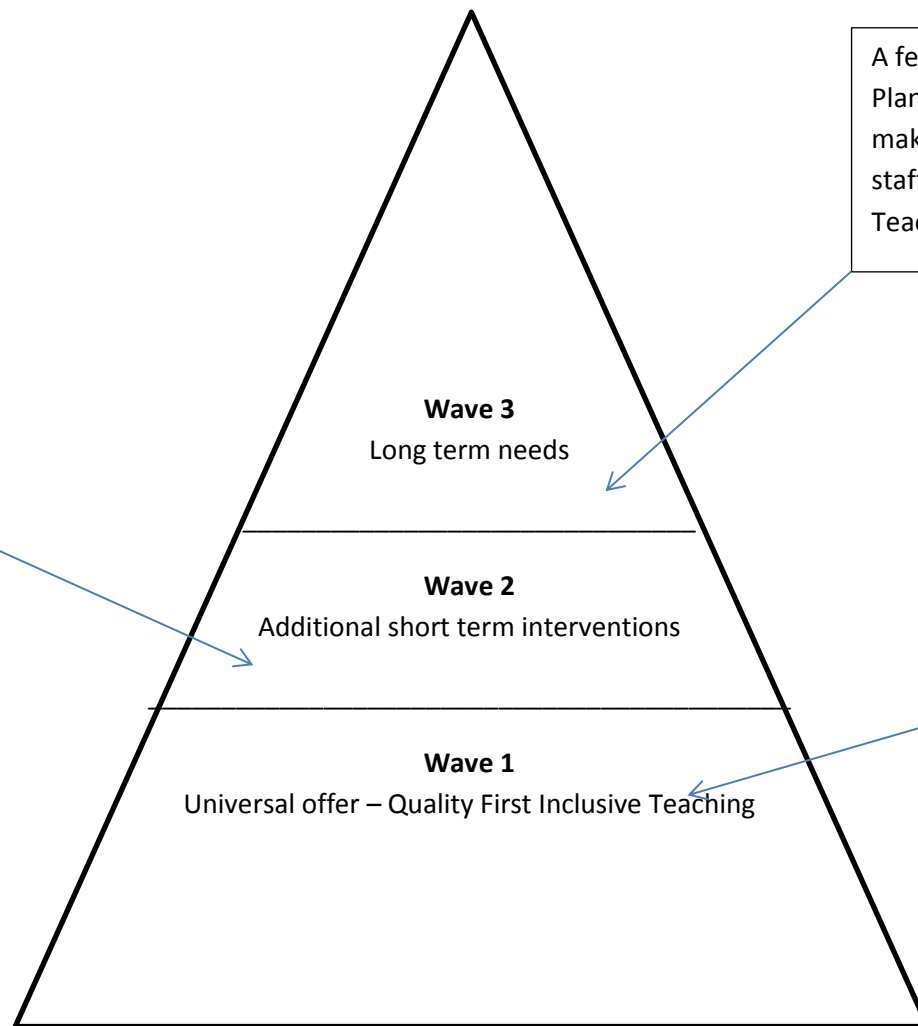 A fe
Plan
mak
staf
Teac
Wave 3
Long term needs
Wave 2
Additional short term interventions
Wave 1
Universal offer – Quality First Inclusive Teaching